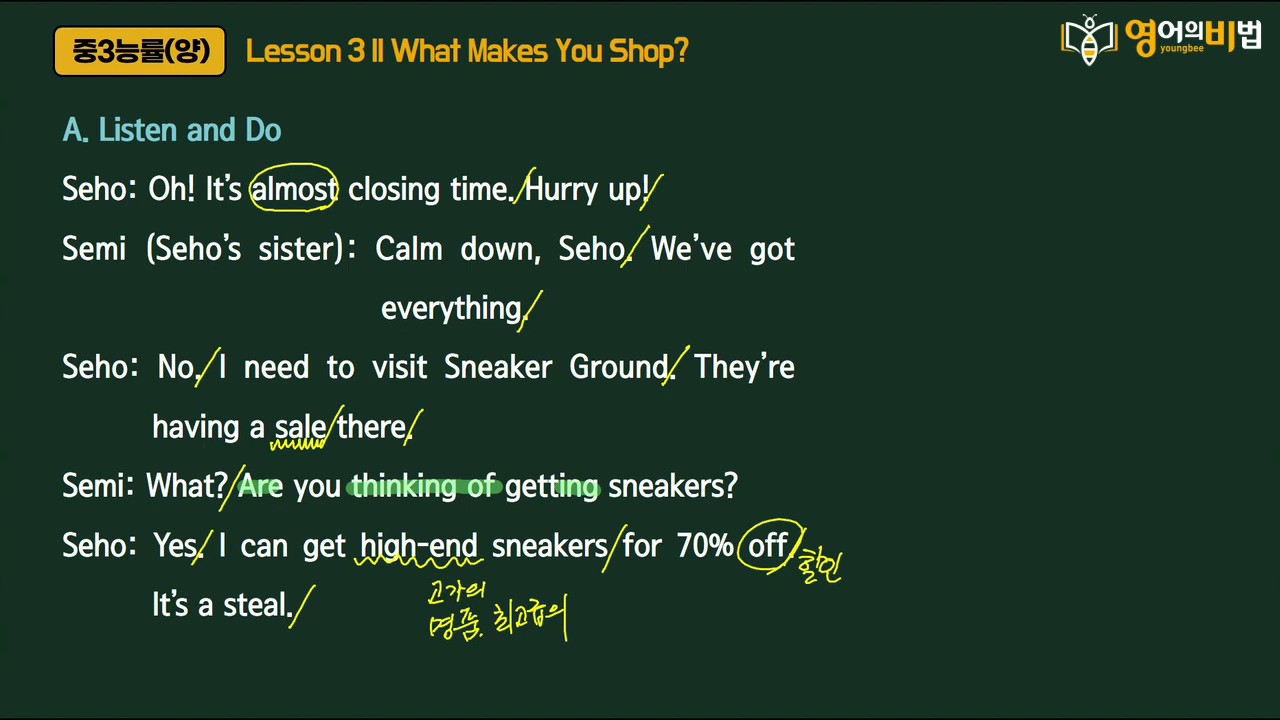 중3능률(양) Lesson 3 II What Makes You Shop?
영어의비법
youngbee
A. Listen and Do
Seho: Oh! It's almost closing time. Hurry up!
Semi (Seho's sister): Calm down, Seho. We've got
everything.
Seho: No. I need to visit Sneaker Ground. They're
having a sale there.
Semi: What? Are you thinking of getting sneakers?
Seho: Yes. I can get high-end sneakers for 70% off.
할인
It's a steal.
고가의
명품. 최고급의